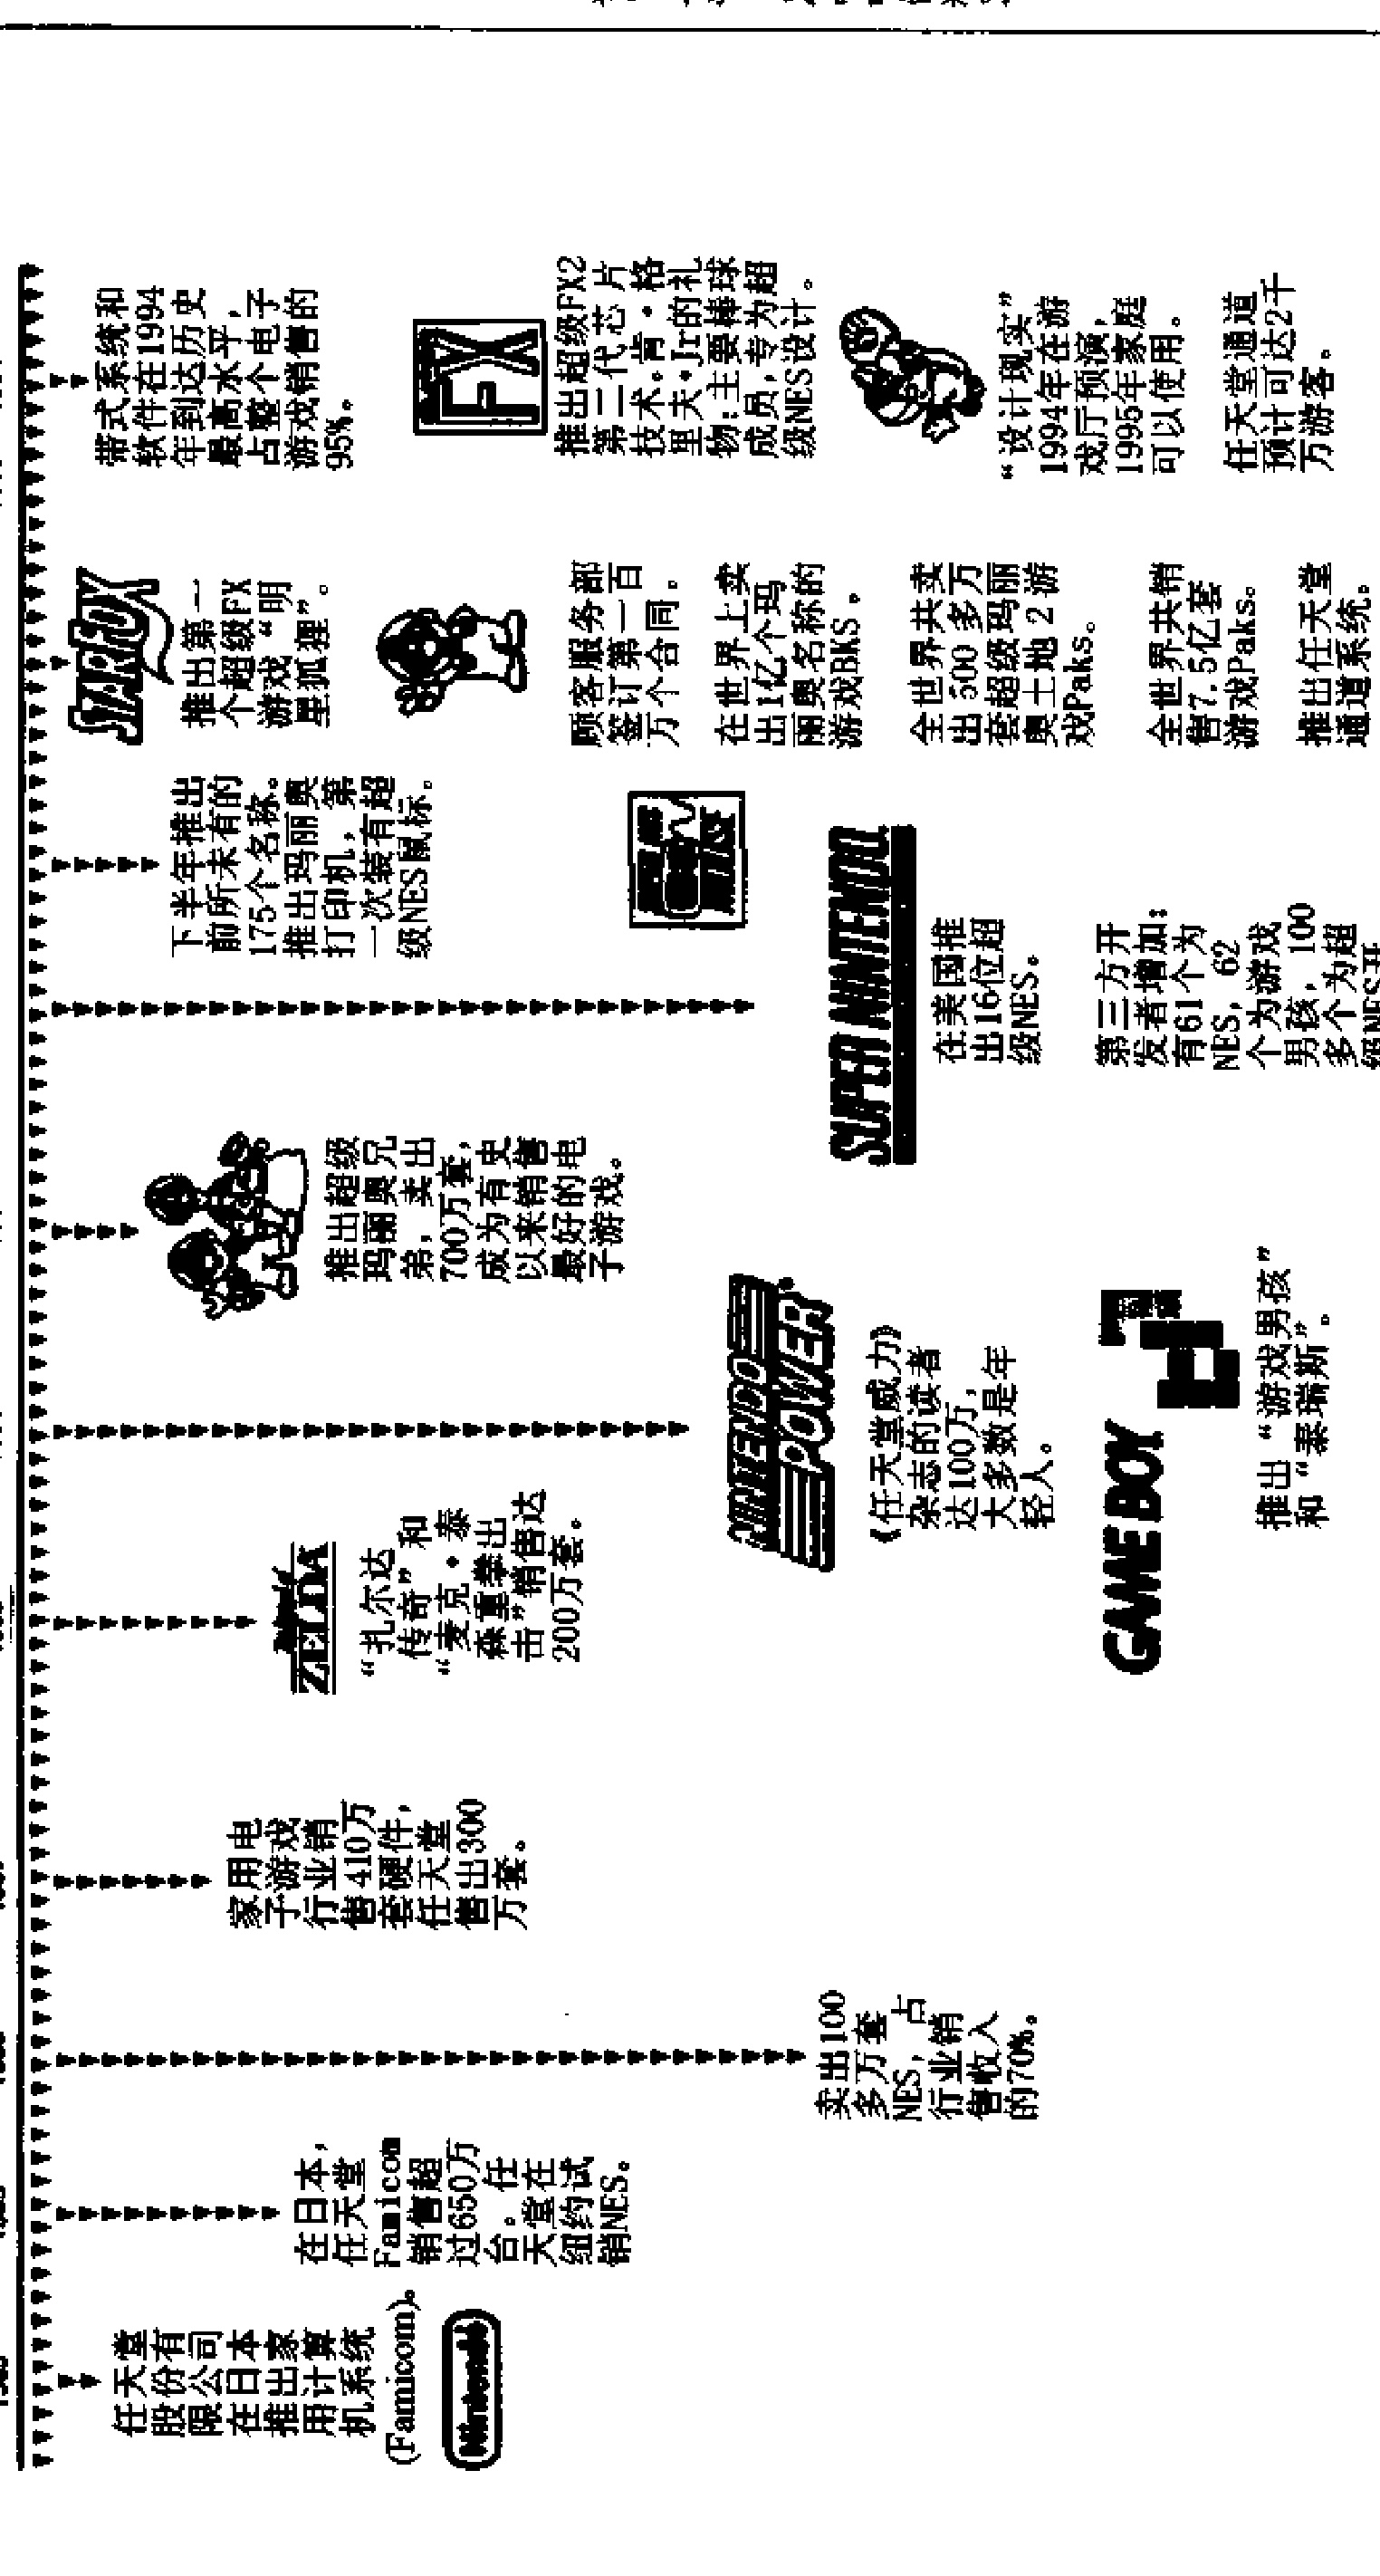 任天堂
股份有
限公司
在日本
推出家
用计算
机系统
(Famicom)。
Nintendo
在日本,
任天堂
Famicom
销售超
过650万
台。任
天堂在
纽约试
销NES。
卖出100
多万套
NES, 占
行业销
售收入
的70%。
家用电
子游戏
行业销
售410万
套硬件,
任天堂
售出300
万套。
ZELDA
“扎尔达
传奇”和
“麦克·泰
森重拳出
击”销售达
200万套。
NINTENDO
POWER
《任天堂威力》
杂志的读者
达100万,
大多数是年
轻人。
GAME BOY
推出“游戏男孩”
和“泰瑞斯”。
推出超级
玛丽奥兄
弟, 卖出
700万套,
成为有史
以来销售
最好的电
子游戏。
SUPER NINTENDO
在美国推
出16位超
级NES。
第三方开
发者增加;
有61个为
NES, 62
个为游戏
男孩, 100
多个为超
级NES开
下半年推出
前所未有的
175个名称。
推出玛丽奥
打印机, 第
一次装有超
级NES鼠标。
STARFOX
推出第一
个超级FX
游戏“明
星狐狸”。
顾客服务部
签订第一百
万个合同。
在世界上卖
出1亿个玛
丽奥名称的
游戏BKS。
全世界共卖
出500多万
套超级玛丽
奥土地2游
戏Paks。
全世界共销
售7.5亿套
游戏Paks。
推出任天堂
通道系统。
带式系统和
软件在1994
年到达历史
最高水平,
占整个电子
游戏销售的
95%。
FX
推出超级FX2
第二代芯片
技术。肯·格
里夫·Jr的礼
物:主要棒球
成员,专为超
级NES设计。
“设计现实”
1994年在游
戏厅预演,
1995年家庭
可以使用。
任天堂通道
预计可达2千
万游客。